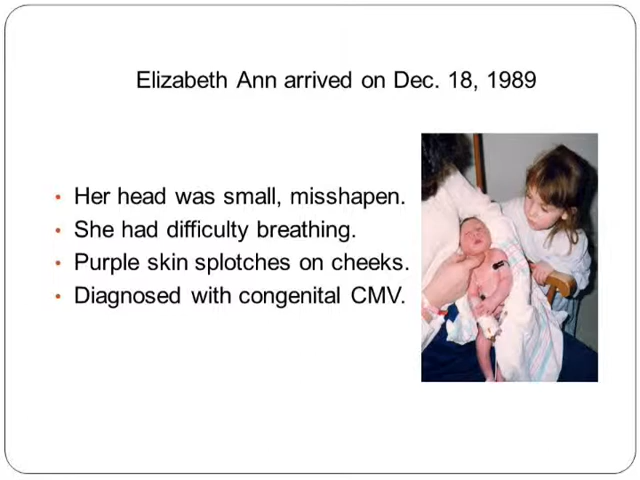 Elizabeth Ann arrived on Dec. 18, 1989
• Her head was small, misshapen.
• She had difficulty breathing.
• Purple skin splotches on cheeks.
• Diagnosed with congenital CMV.